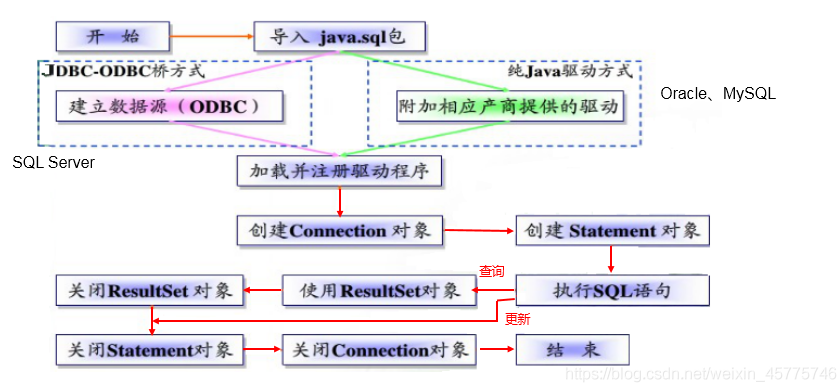 开 始
导入 java.sql包
JDBC-ODBC桥方式
纯Java驱动方式
建立数据源（ODBC）
附加相应产商提供的驱动
Oracle、MySQL
SQL Server
加载并注册驱动程序
创建Connection 对象
创建 Statement 对象
查询
关闭ResultSet 对象
使用ResultSet对象
执行SQL语句
更新
关闭Statement对象
关闭Connection对象
结 束
https://blog.csdn.net/weixin_45775746